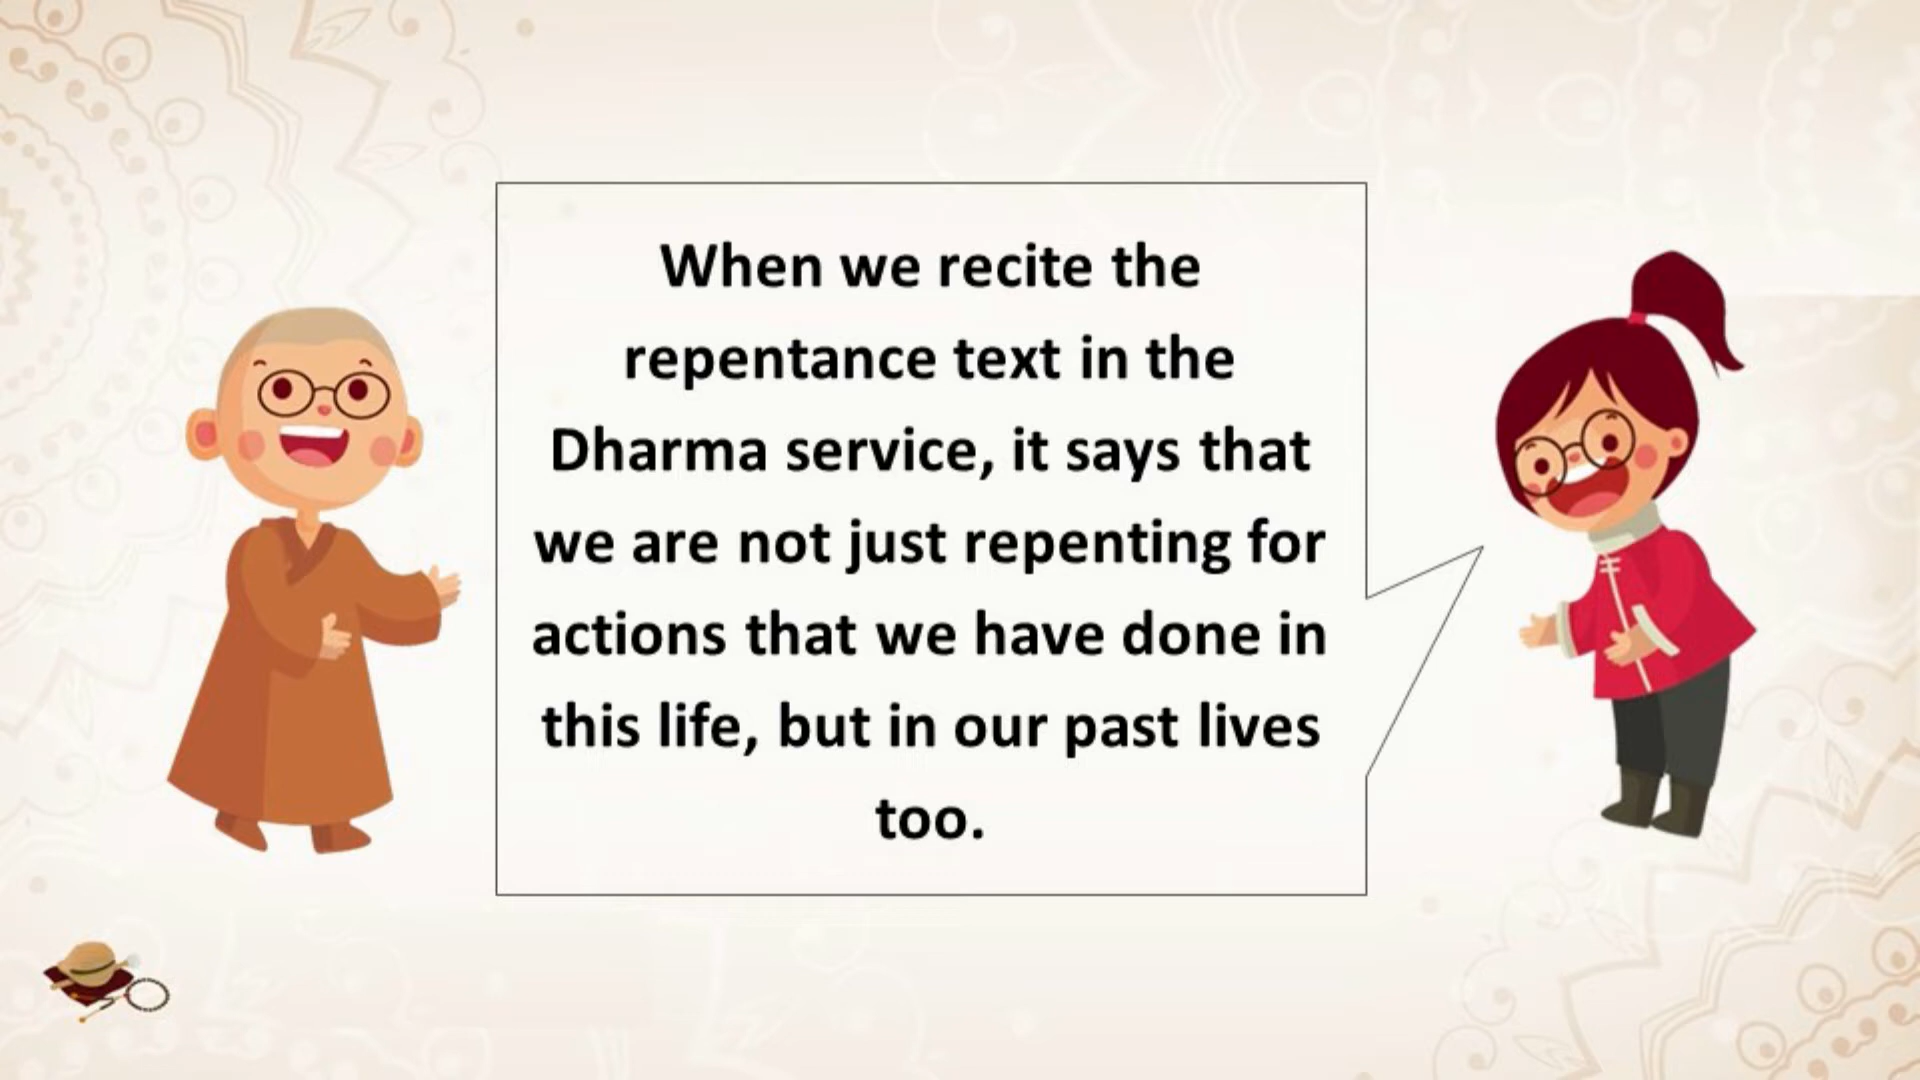 When we recite the
repentance text in the
Dharma service, it says that
we are not just repenting for
actions that we have done in
this life, but in our past lives
too.